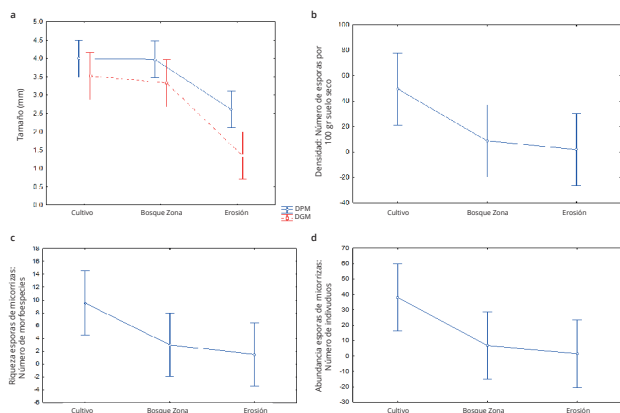 a
5.0
4.5
4.0
3.5
3.0
2.5
2.0
1.5
1.0
0.5
0.0
Tamaño (mm)
Cultivo Bosque Zona Erosión
DPM
DGM
b
100
80
60
40
20
0
-20
-40
Densidad: Número de esporas por
100 gr suelo seco
Cultivo Bosque Zona Erosión
c
18
16
14
12
10
8
6
4
2
0
-2
-4
-6
Riqueza esporas de micorrizas:
Número de morfoespecies
Cultivo Bosque Zona Erosión
d
70
60
50
40
30
20
10
0
-10
-20
-30
Abundancia esporas de micorrizas:
Número de individuos
Cultivo Bosque Zona Erosión